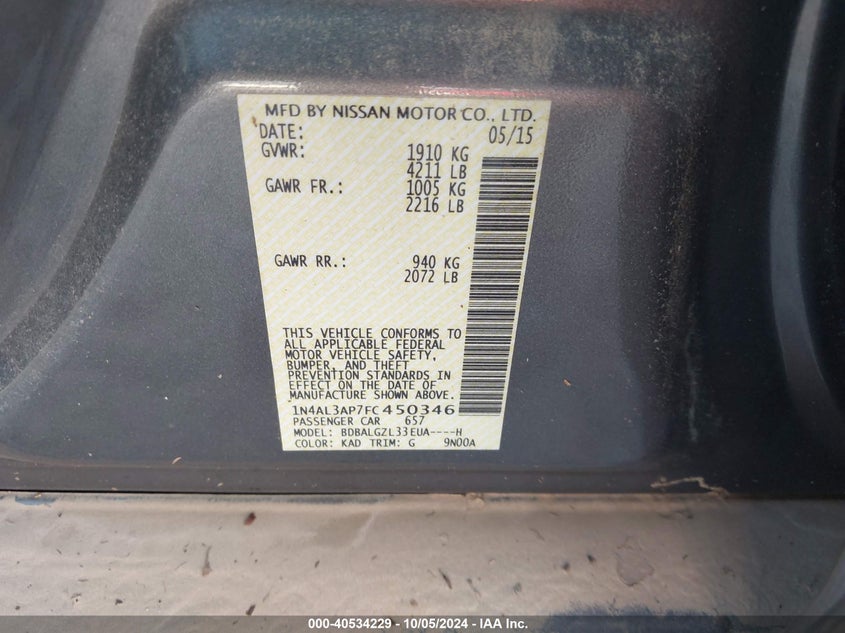 MFD BY NISSAN MOTOR CO., LTD.
DATE: 05/15
GVWR: 1910 KG
4211 LB
GAWR FR.: 1005 KG
2216 LB
GAWR RR.: 940 KG
2072 LB
THIS VEHICLE CONFORMS TO
ALL APPLICABLE FEDERAL
MOTOR VEHICLE SAFETY,
BUMPER, AND THEFT
PREVENTION STANDARDS IN
EFFECT ON THE DATE OF
MANUFACTURE SHOWN ABOVE.
1N4AL3AP7FC450346
PASSENGER CAR 657
MODEL: BDBALGZL33EUA----H
COLOR: KAD TRIM: G 9N00A
000-40534229 - 10/05/2024 - IAA Inc.